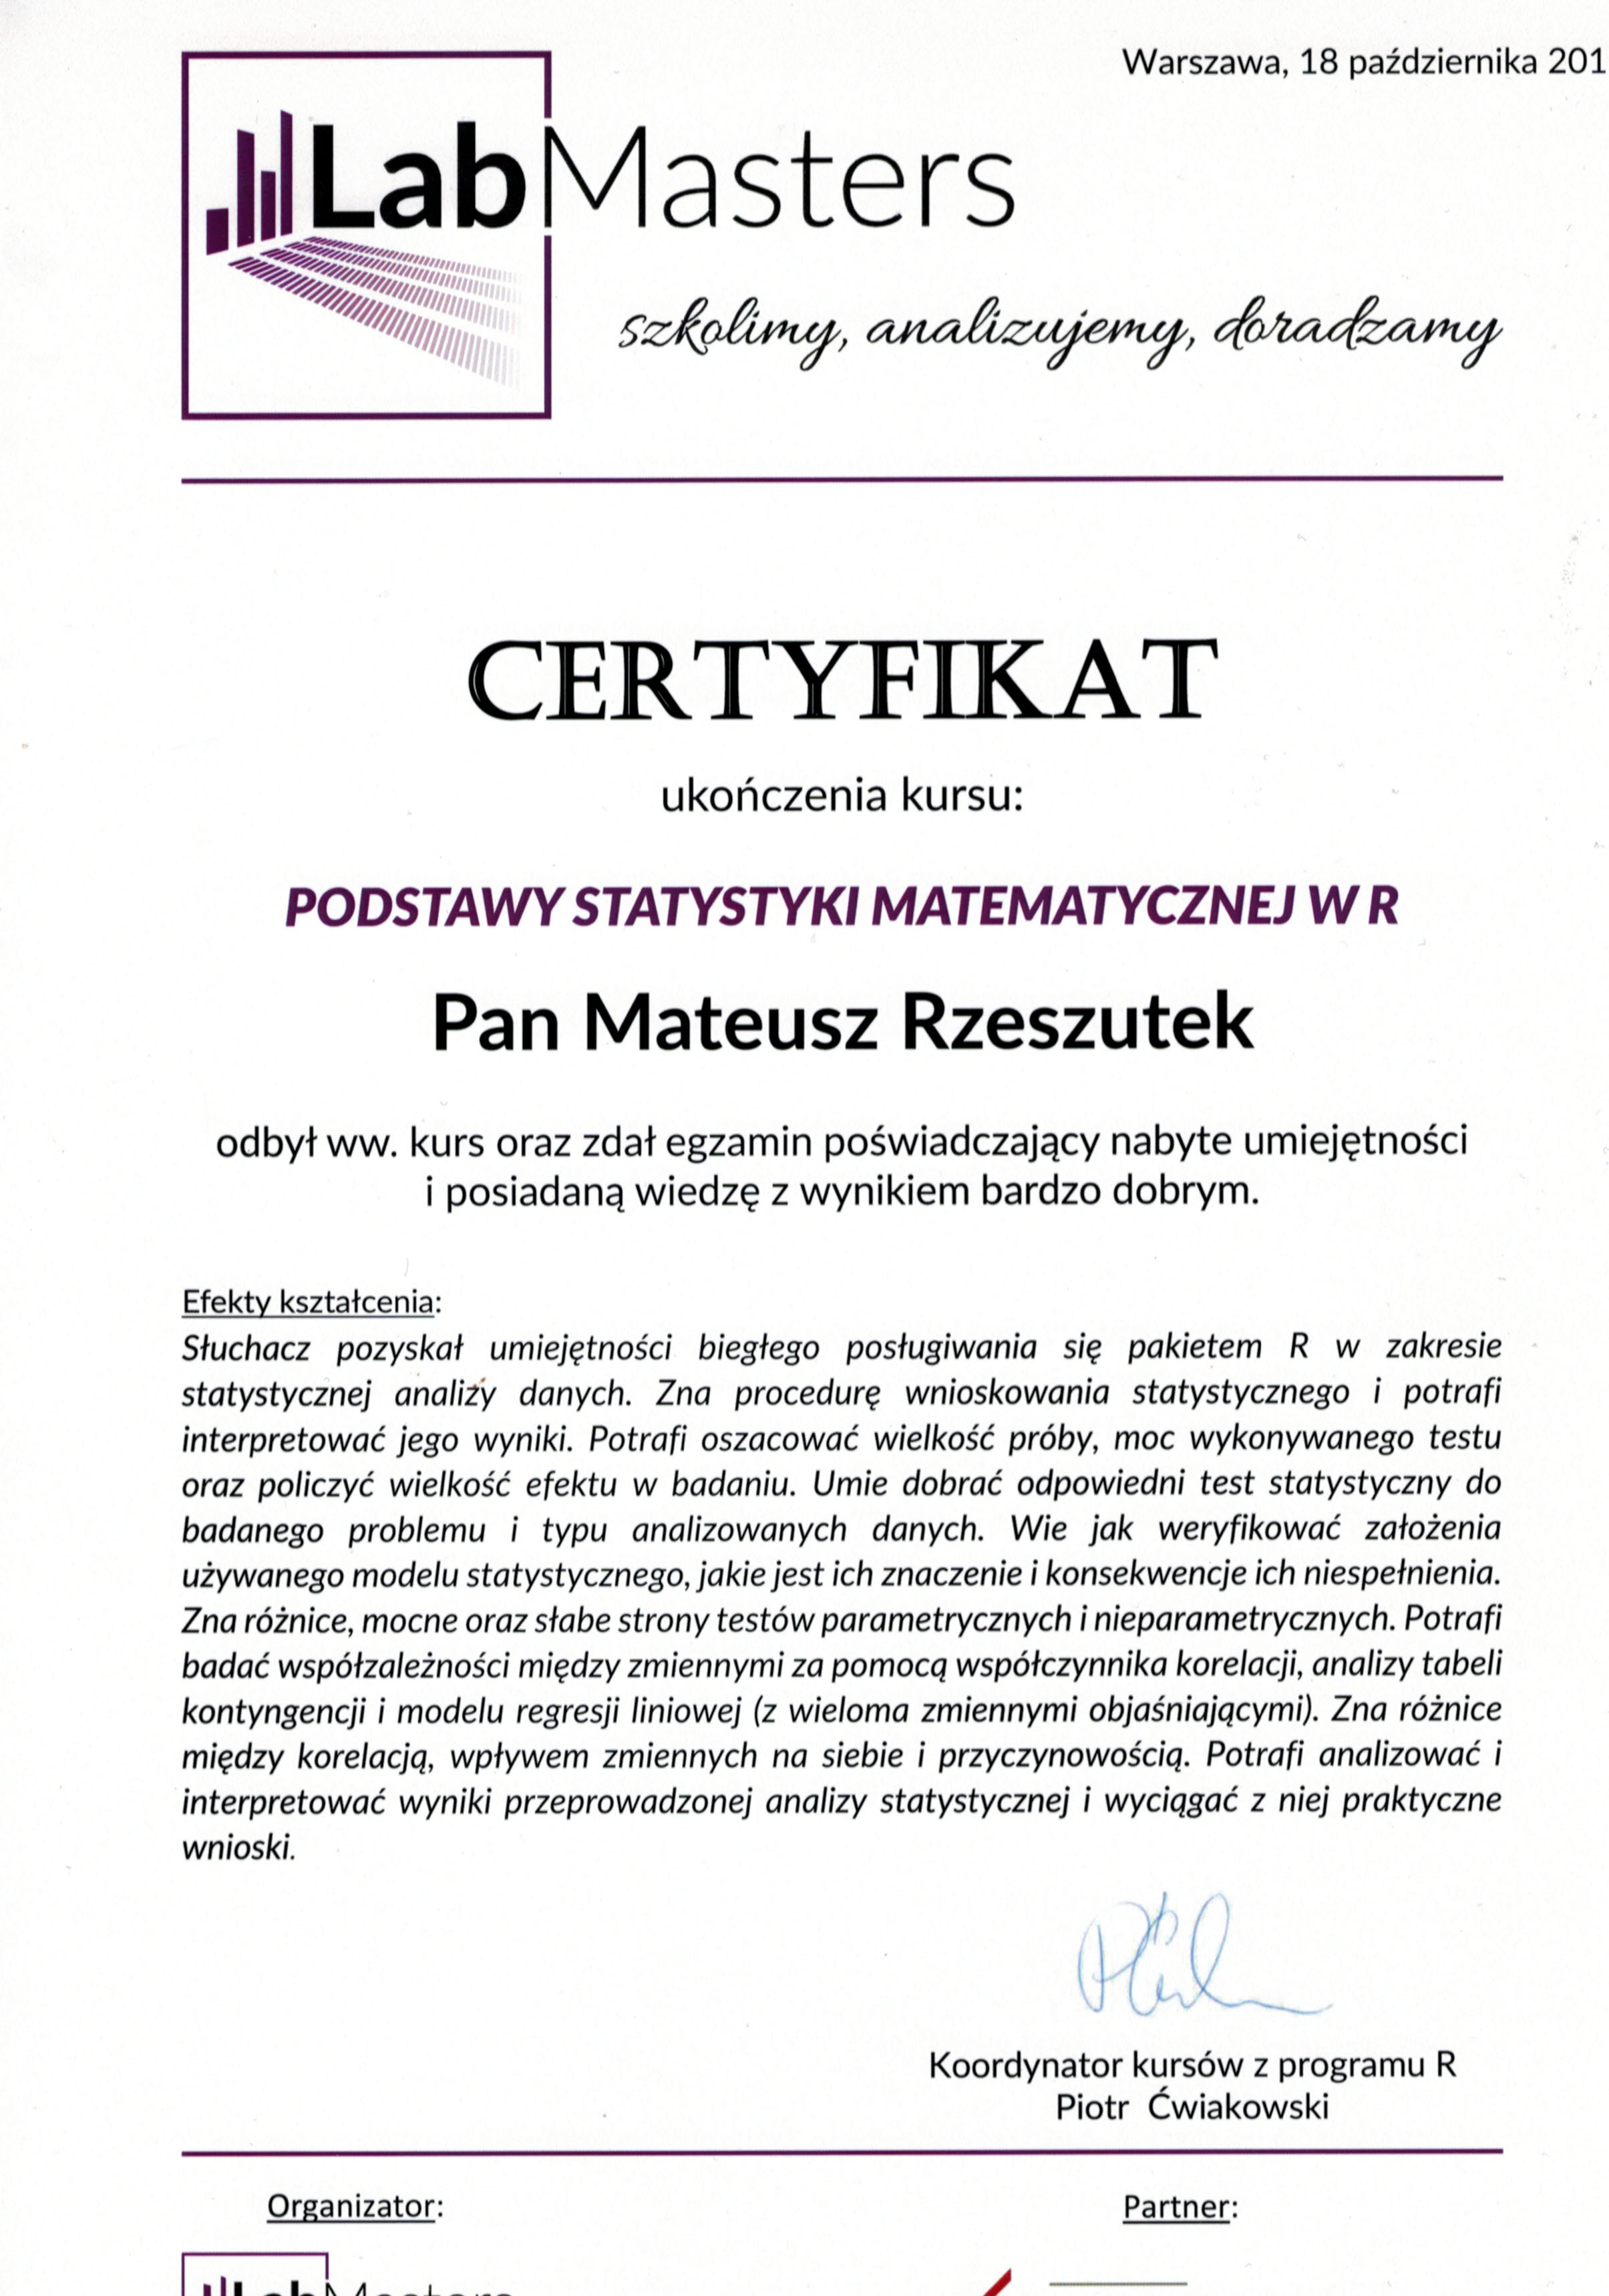 Warszawa, 18 października 201
LabMasters
szkolimy, analizujemy, doradzamy
CERTYFIKAT
ukończenia kursu:
PODSTAWY STATYSTYKI MATEMATYCZNEJ W R
Pan Mateusz Rzeszutek
odbył ww. kurs oraz zdał egzamin poświadczający nabyte umiejętności
i posiadaną wiedzę z wynikiem bardzo dobrym.
Efekty kształcenia:
Słuchacz pozyskał umiejętności biegłego posługiwania się pakietem R w zakresie
statystycznej analizy danych. Zna procedurę wnioskowania statystycznego i potrafi
interpretować jego wyniki. Potrafi oszacować wielkość próby, moc wykonywanego testu
oraz policzyć wielkość efektu w badaniu. Umie dobrać odpowiedni test statystyczny do
badanego problemu i typu analizowanych danych. Wie jak weryfikować założenia
używanego modelu statystycznego, jakie jest ich znaczenie i konsekwencje ich niespełnienia.
Zna różnice, mocne oraz słabe strony testów parametrycznych i nieparametrycznych. Potrafi
badać współzależności między zmiennymi za pomocą współczynnika korelacji, analizy tabeli
kontyngencji i modelu regresji liniowej (z wieloma zmiennymi objaśniającymi). Zna różnice
między korelacją, wpływem zmiennych na siebie i przyczynowością. Potrafi analizować i
interpretować wyniki przeprowadzonej analizy statystycznej i wyciągać z niej praktyczne
wnioski.
Koordynator kursów z programu R
Piotr Ćwiakowski
Organizator:
Partner:
LabMasters